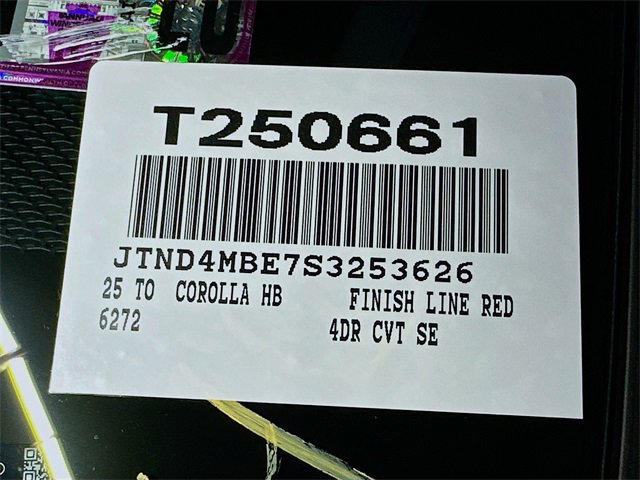 T250661
JTND4MBE7S3253626
25 TO COROLLA HB FINISH LINE RED
6272 4DR CVT SE